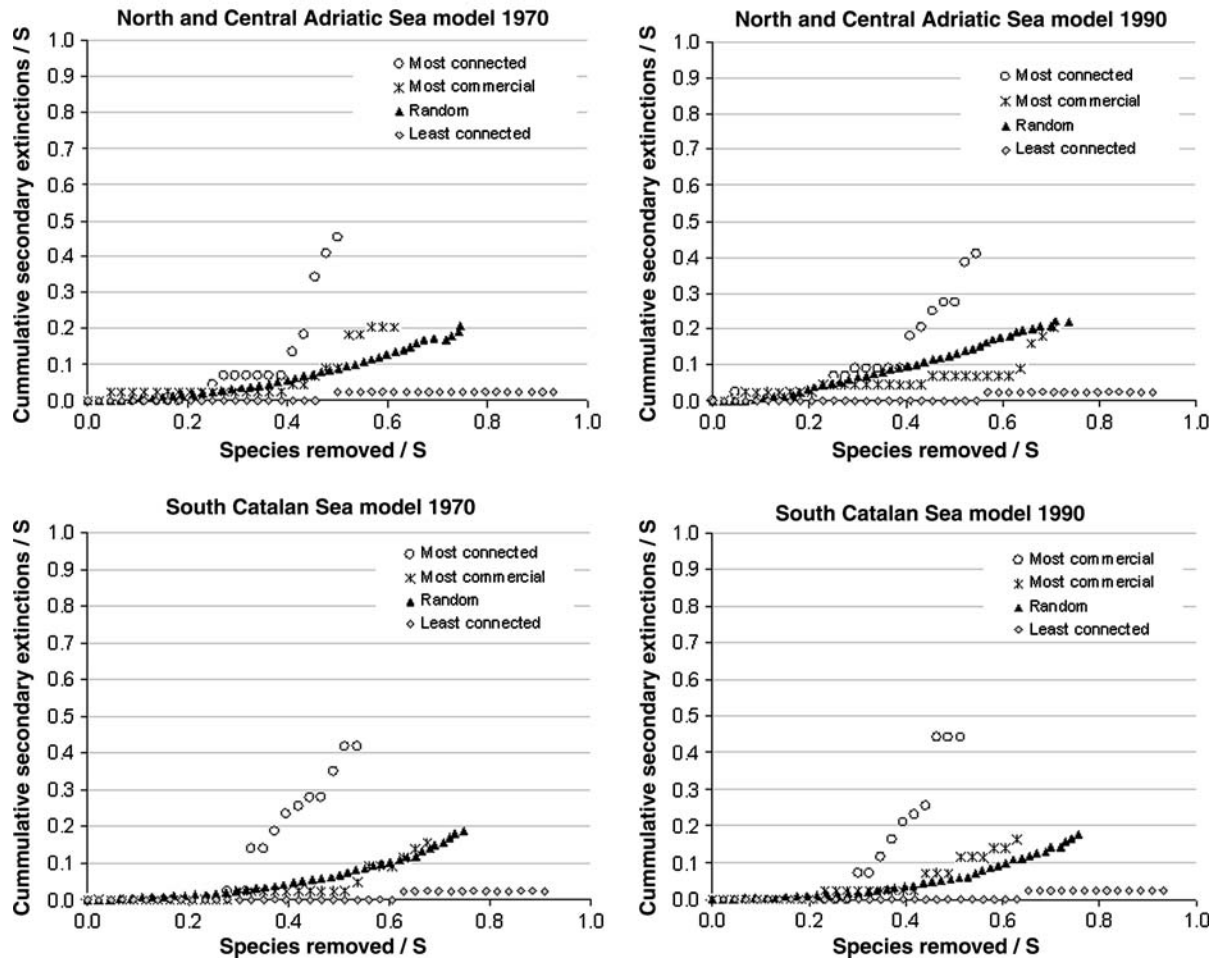 North and Central Adriatic Sea model 1970
Cummulative secondary extinctions / S
1.0
0.9
0.8
0.7
0.6
0.5
0.4
0.3
0.2
0.1
0.0
Most connected
Most commercial
Random
Least connected
0.0 0.2 0.4 0.6 0.8 1.0
Species removed / S
North and Central Adriatic Sea model 1990
Cummulative secondary extinctions / S
1.0
0.9
0.8
0.7
0.6
0.5
0.4
0.3
0.2
0.1
0.0
Most connected
Most commercial
Random
Least connected
0.0 0.2 0.4 0.6 0.8 1.0
Species removed / S
South Catalan Sea model 1970
Cummulative secondary extinctions / S
1.0
0.9
0.8
0.7
0.6
0.5
0.4
0.3
0.2
0.1
0.0
Most connected
Most commercial
Random
Least connected
0.0 0.2 0.4 0.6 0.8 1.0
Species removed / S
South Catalan Sea model 1990
Cummulative secondary extinctions / S
1.0
0.9
0.8
0.7
0.6
0.5
0.4
0.3
0.2
0.1
0.0
Most commercial
Most commercial
Random
Least connected
0.0 0.2 0.4 0.6 0.8 1.0
Species removed / S